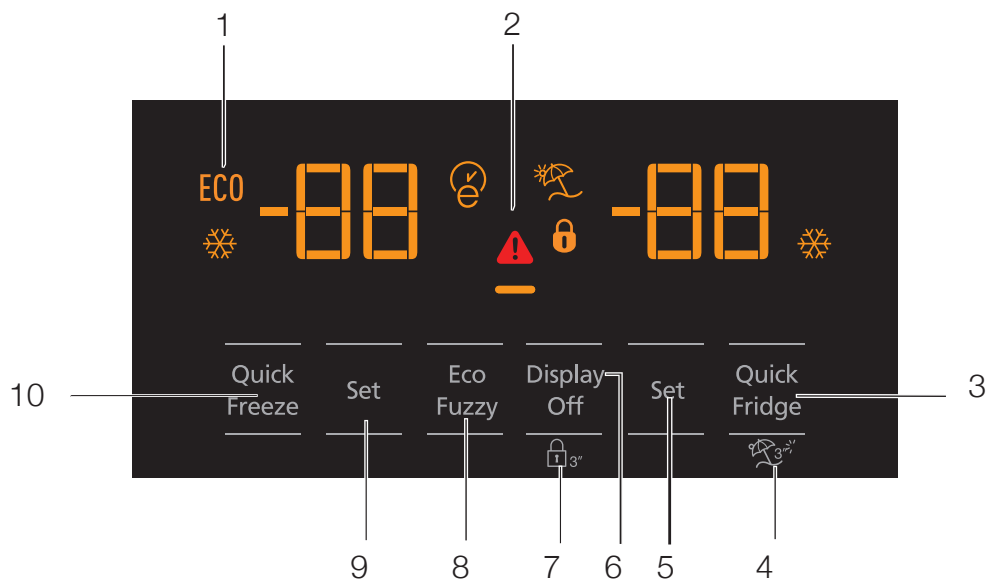 1
2
ECO
-88
e
-88
Quick
Freeze
Set
Eco
Fuzzy
Display
Off
Set
Quick
Fridge
10
3
3"
3"
9
8
7
6
5
4